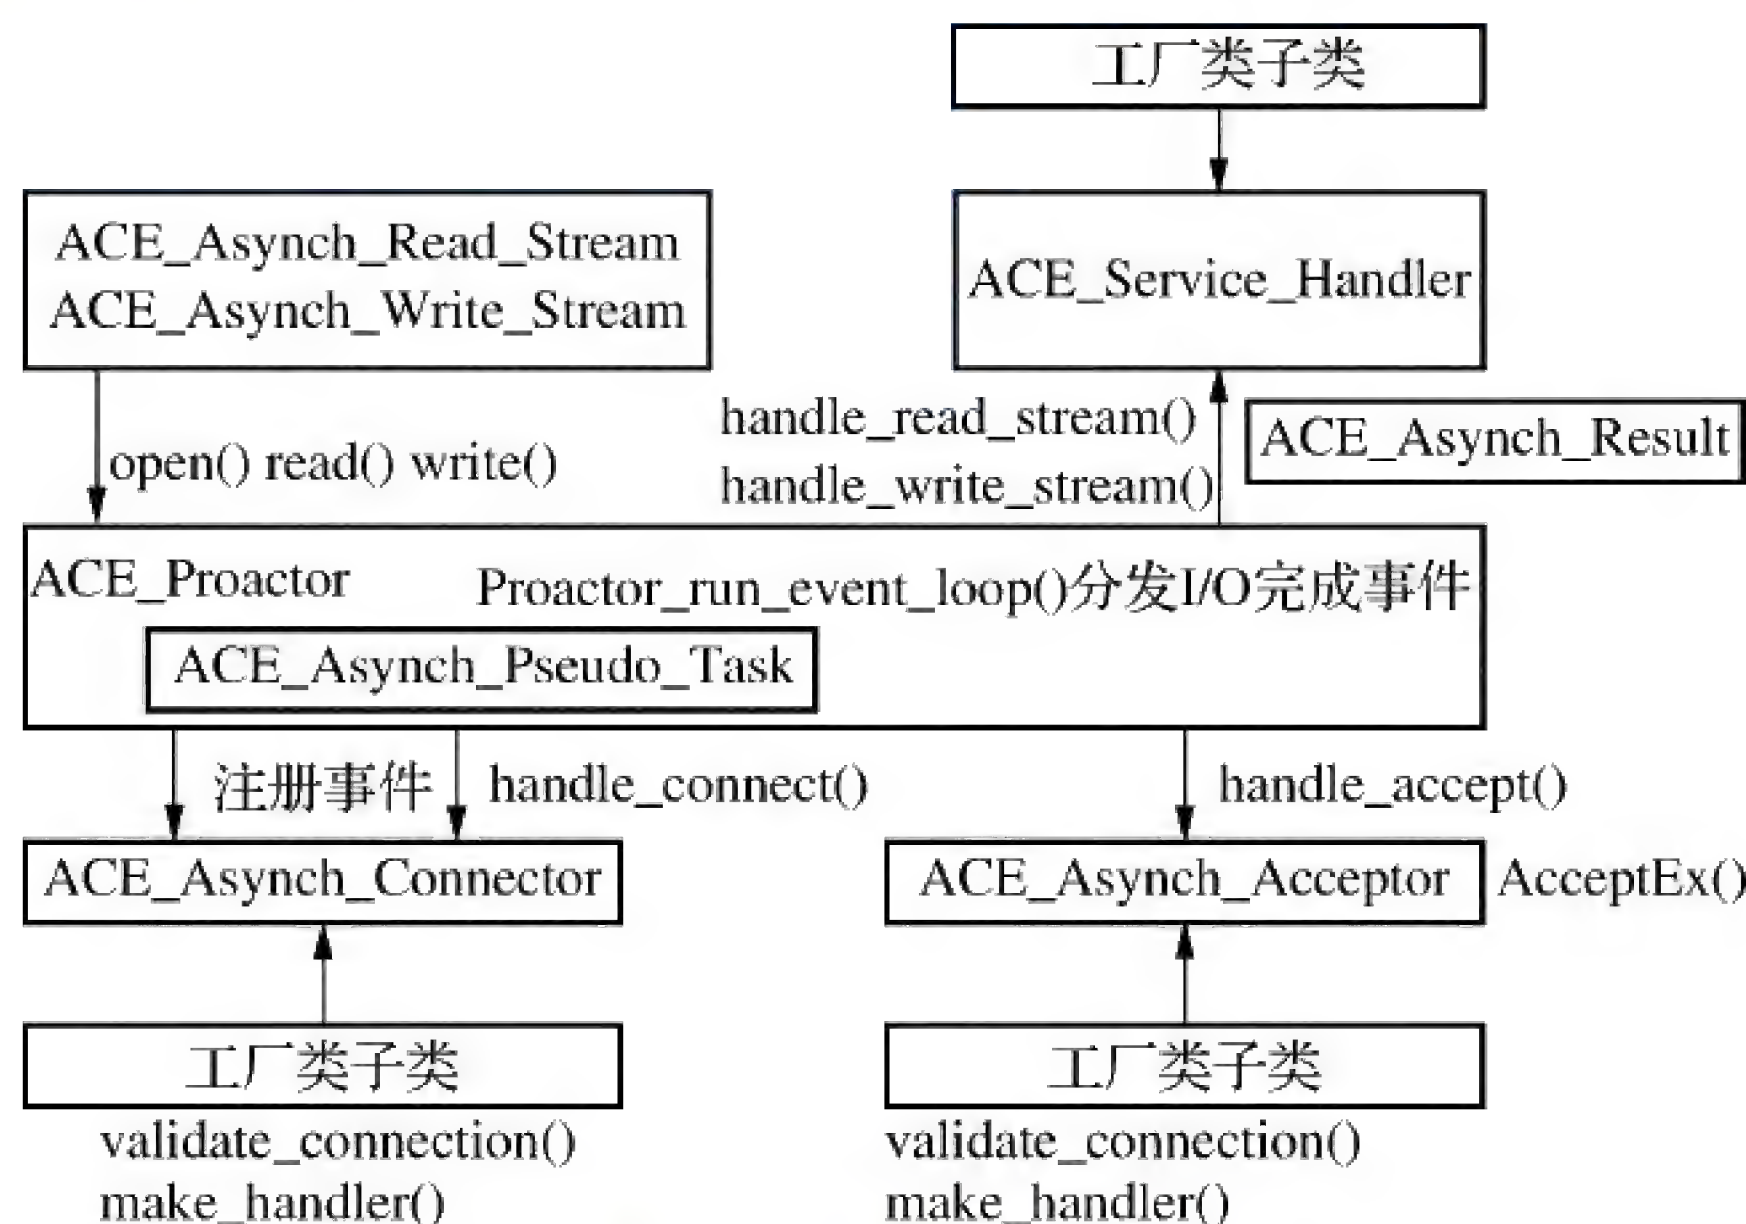 工厂类子类
ACE_Asynch_Read_Stream
ACE_Asynch_Write_Stream
ACE_Service_Handler
open() read() write()
handle_read_stream()
handle_write_stream()
ACE_Asynch_Result
ACE_Proactor
Proactor_run_event_loop()分发I/O完成事件
ACE_Asynch_Pseudo_Task
注册事件
handle_connect()
handle_accept()
ACE_Asynch_Connector
ACE_Asynch_Acceptor
AcceptEx()
工厂类子类
validate_connection()
make_handler()
工厂类子类
validate_connection()
make_handler()